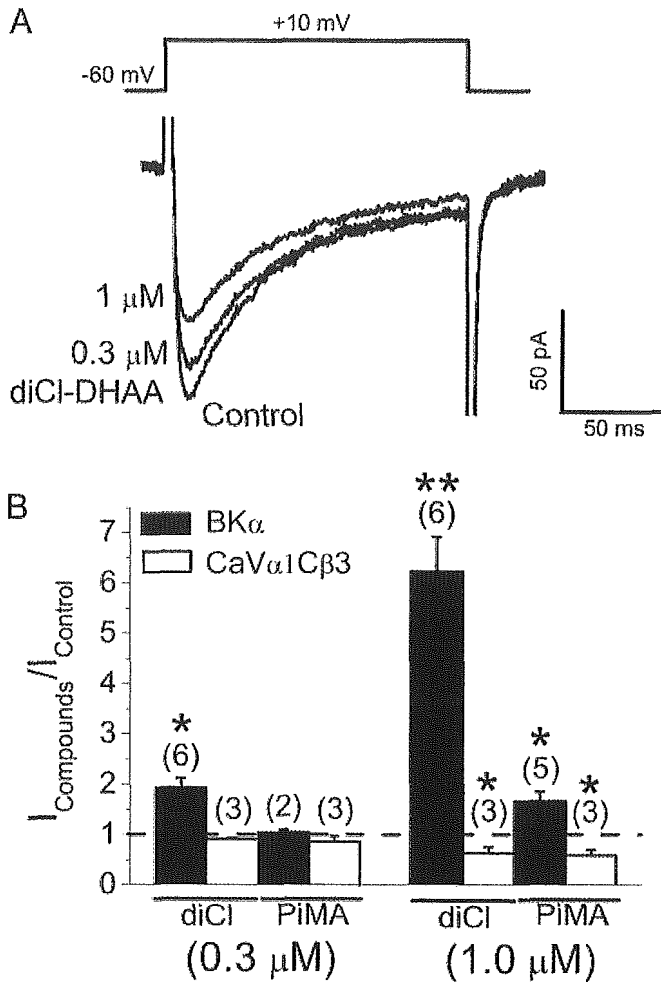 A
+10 mV
-60 mV
1 μM
0.3 μM
diCl-DHAA
Control
50 pA
50 ms
B
BKα
CaVα1Cβ3
I Compounds/I Control
7
6
5
4
3
2
1
0
*
(6)
(3)
(2)
(3)
**
(6)
*
(3)
*
(5)
*
(3)
diCl
PiMA
diCl
PiMA
(0.3 μM)
(1.0 μM)